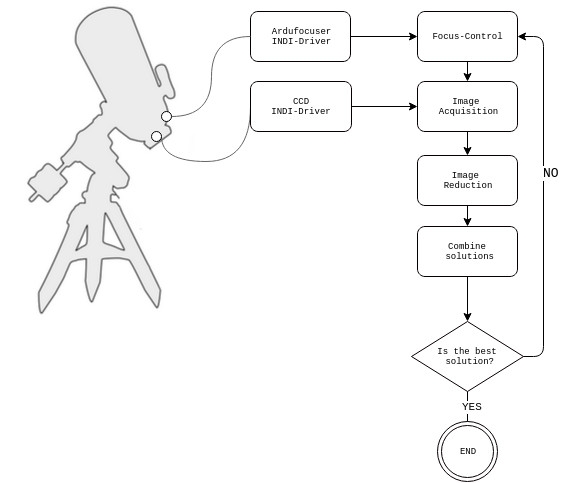 Ardufocuser
INDI-Driver
Focus-Control
CCD
INDI-Driver
Image
Acquisition
Image
Reduction
NO
Combine
solutions
Is the best
solution?
YES
END